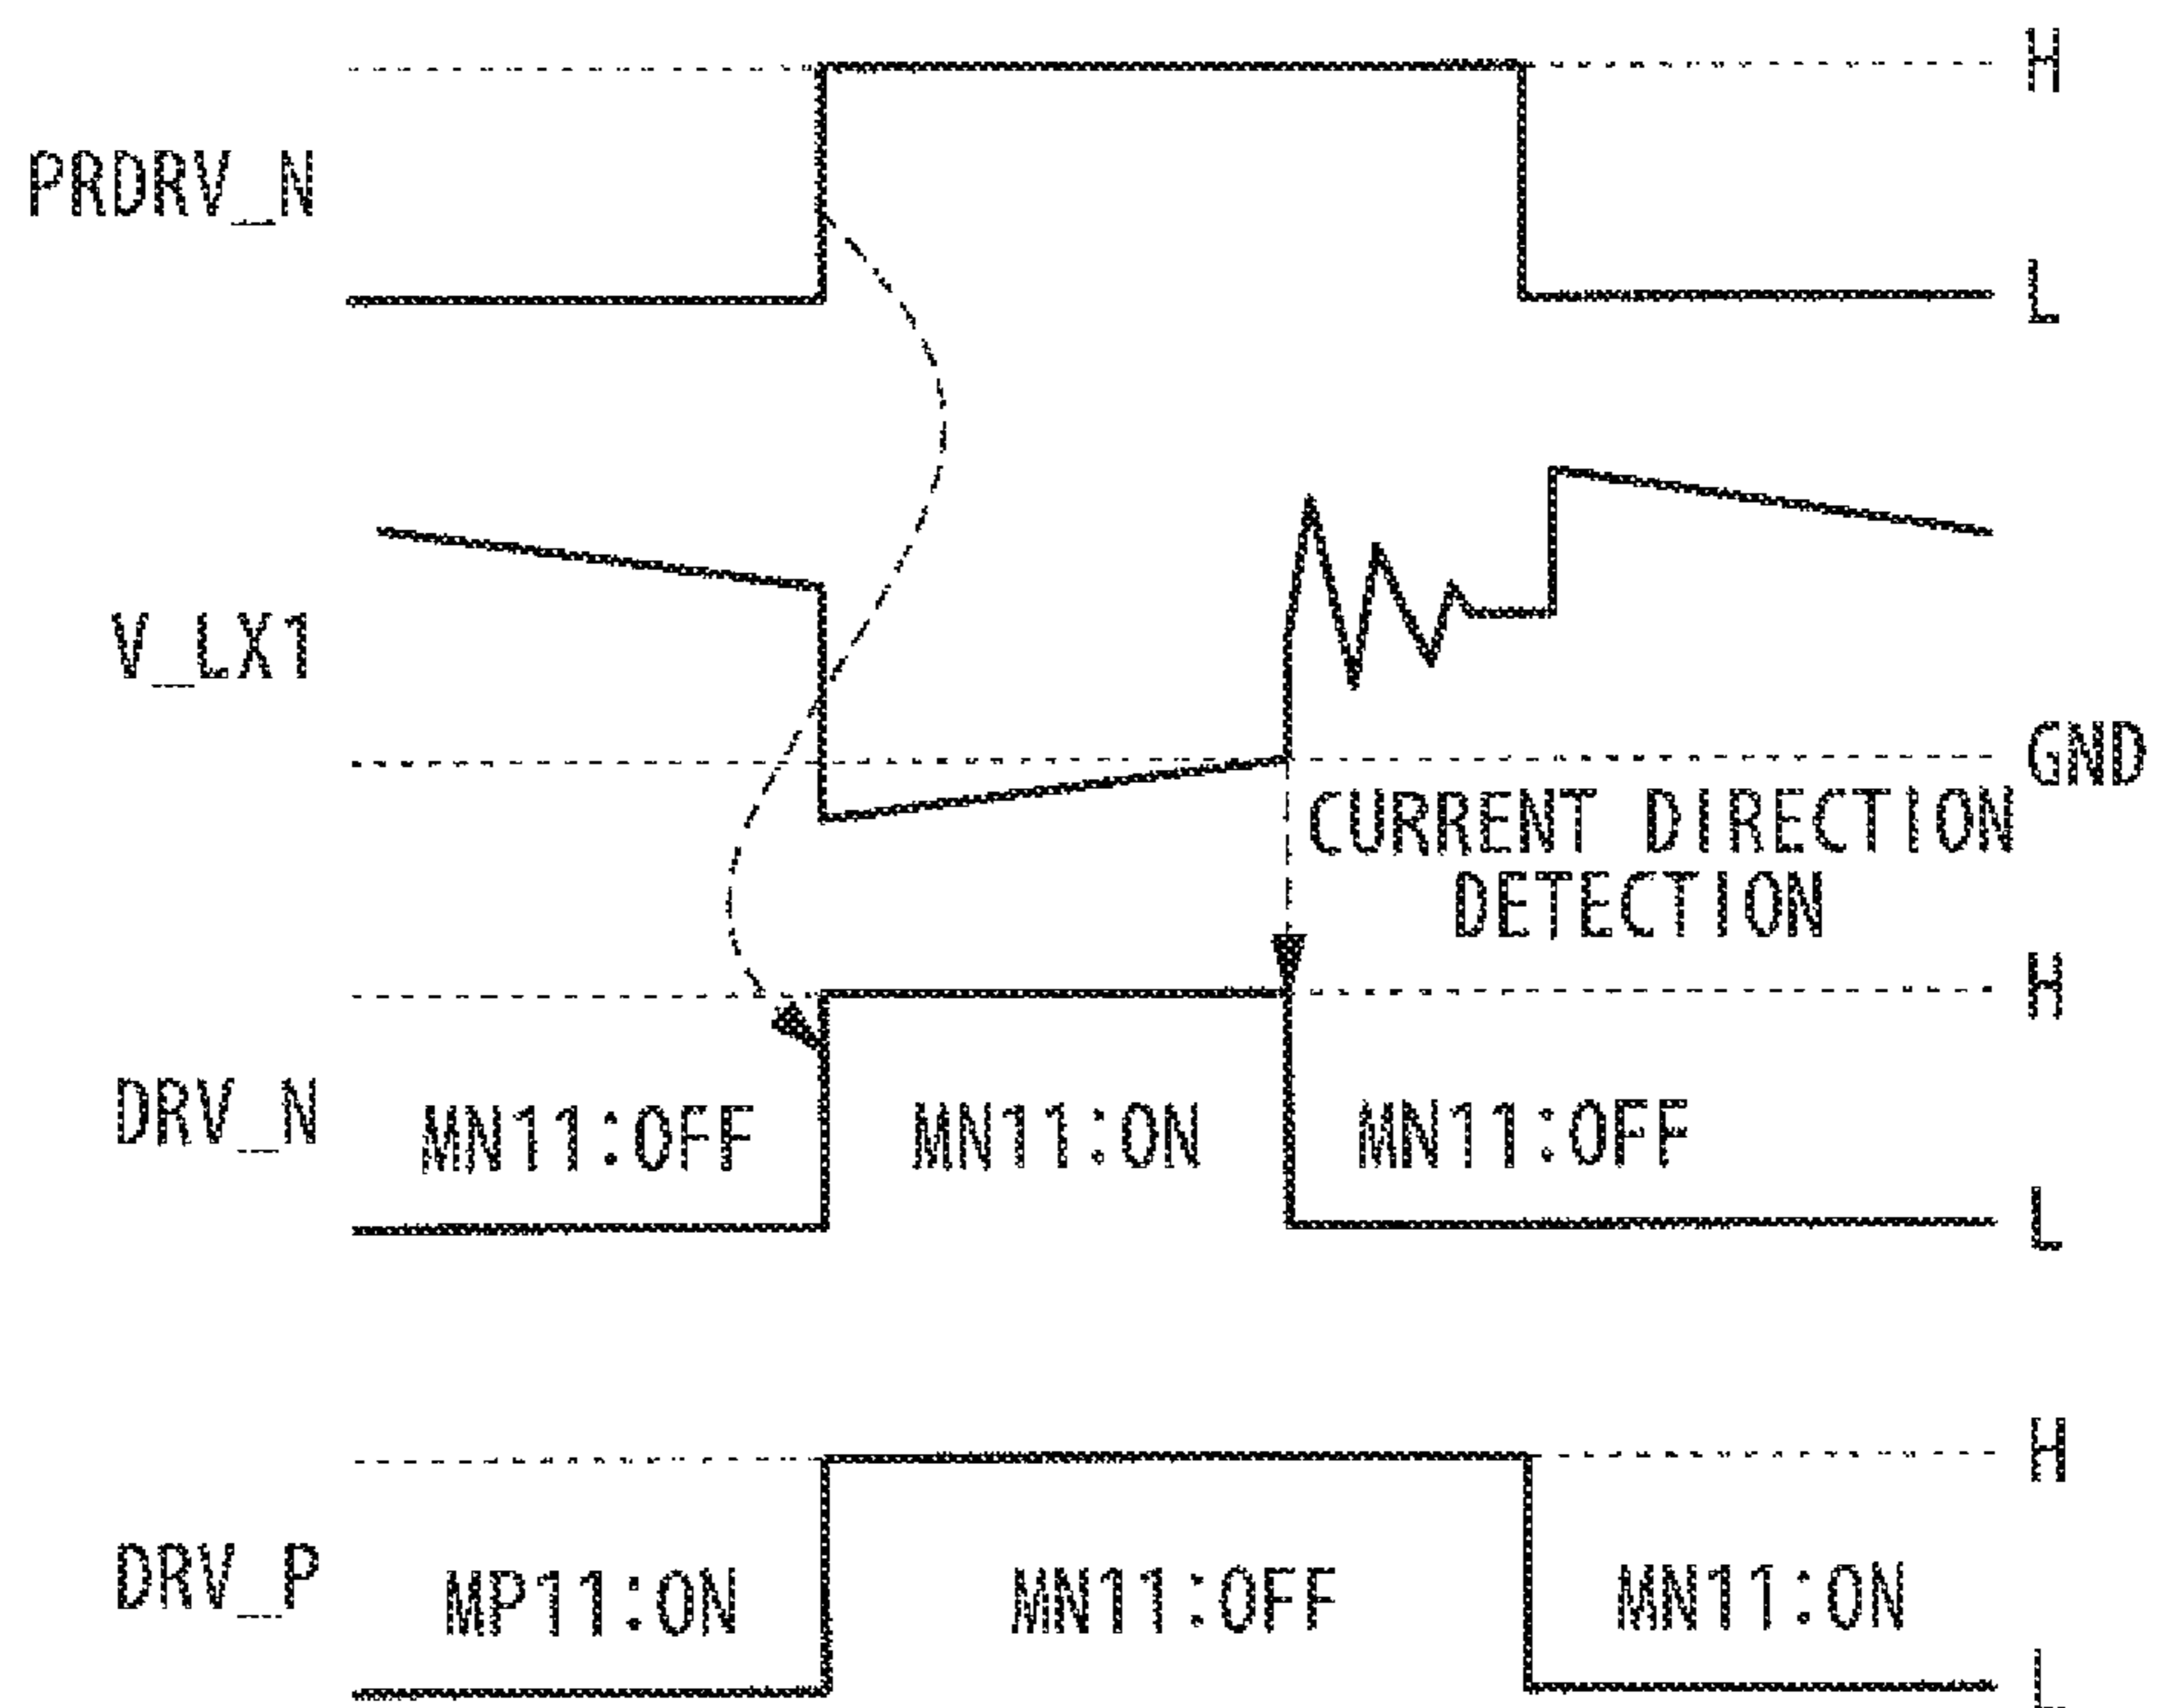 H
PRDRV_N
L
V_LX1
GND
CURRENT DIRECTION
DETECTION
H
DRV_N
MN11:OFF
MN11:ON
MN11:OFF
L
H
DRV_P
MP11:ON
MN11:OFF
MN11:ON
L